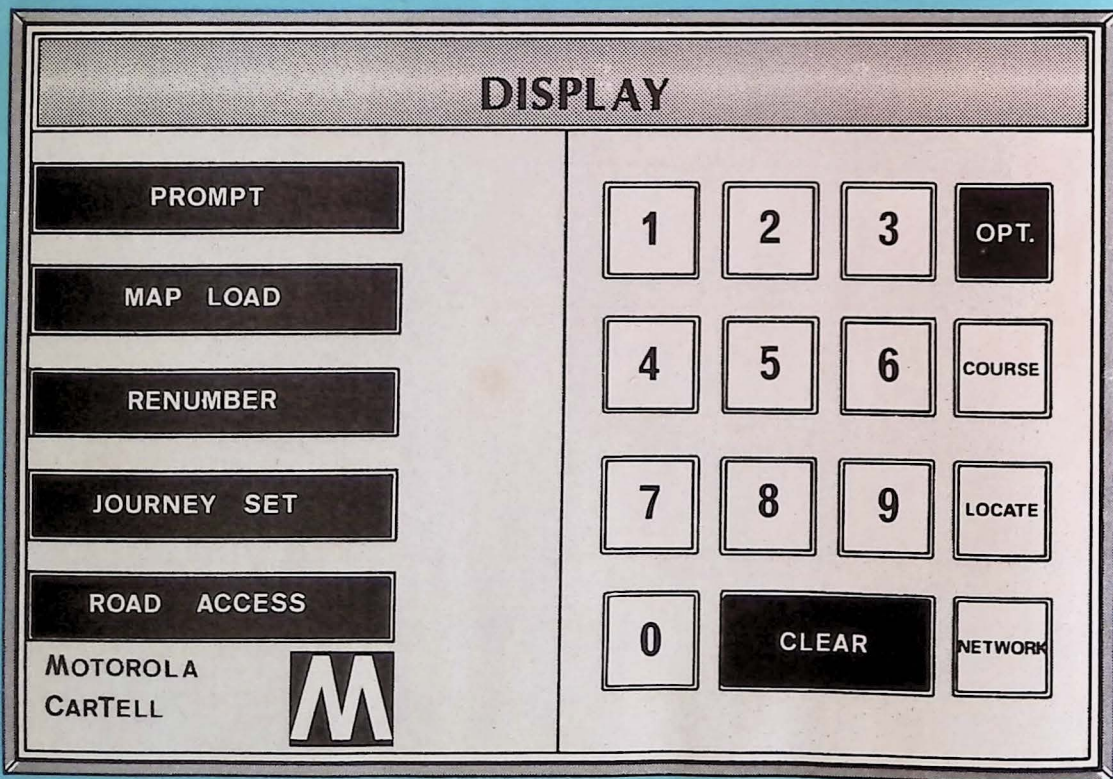 DISPLAY
PROMPT
MAP LOAD
RENUMBER
JOURNEY SET
ROAD ACCESS
MOTOROLA
CARTELL
M
1 2 3 OPT.
4 5 6 COURSE
7 8 9 LOCATE
0 CLEAR NETWORK